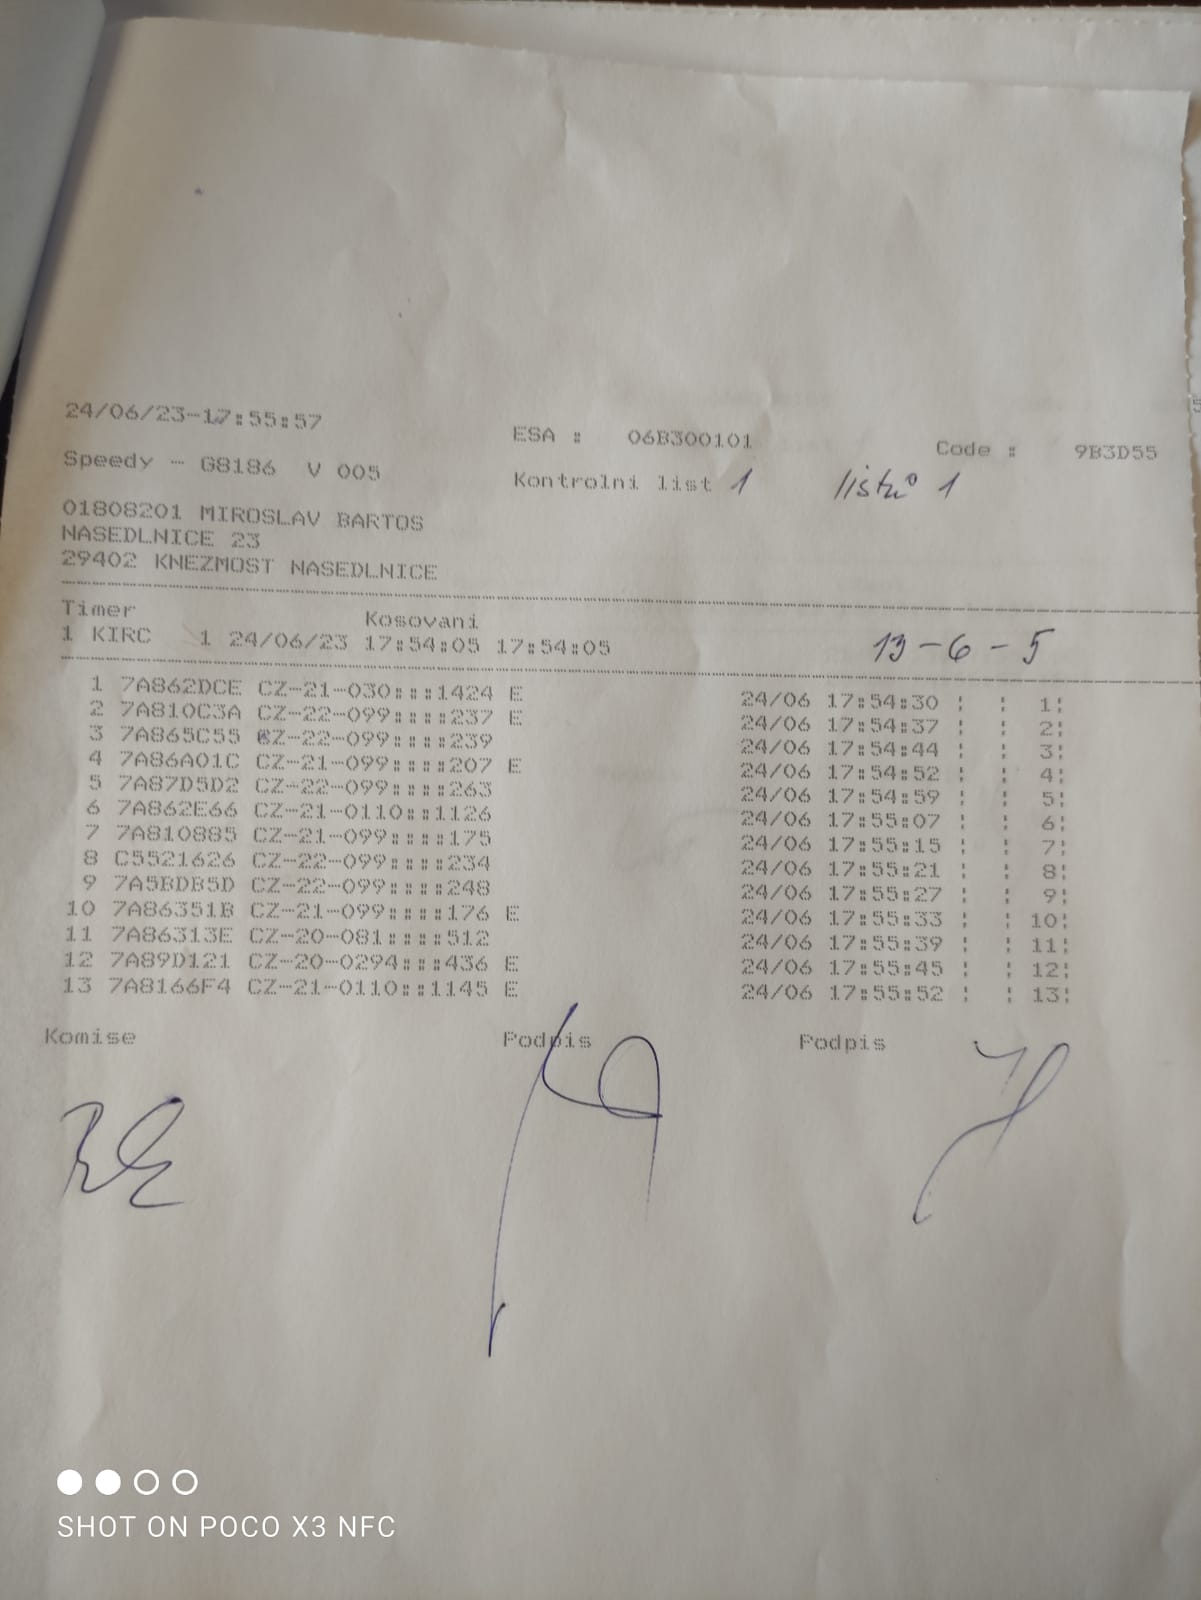 24/06/23-17:55:57
ESA : 06B300101 Code : 9B3D55
Speedy - G8186 V 005
Kontrolni list 1 listů 1
01808201 MIROSLAV BARTOS
NASEDLNICE 23
29402 KNEZMOST NASEDLNICE
Timer Kosovani
1 KIRC 1 24/06/23 17:54:05 17:54:05 13-6-5
1 7A862DCE CZ-21-030::::1424 E 24/06 17:54:30 ¦ ¦ 1¦
2 7A810C3A CZ-22-099:::::237 E 24/06 17:54:37 ¦ ¦ 2¦
3 7A865C55 CZ-22-099:::::239 24/06 17:54:44 ¦ ¦ 3¦
4 7A86A01C CZ-21-099:::::207 E 24/06 17:54:52 ¦ ¦ 4¦
5 7A87D5D2 CZ-22-099:::::263 24/06 17:54:59 ¦ ¦ 5¦
6 7A862E66 CZ-21-0110:::1126 24/06 17:55:07 ¦ ¦ 6¦
7 7A810885 CZ-21-099:::::175 24/06 17:55:15 ¦ ¦ 7¦
8 C5521626 CZ-22-099:::::234 24/06 17:55:21 ¦ ¦ 8¦
9 7A5BDB5D CZ-22-099:::::248 24/06 17:55:27 ¦ ¦ 9¦
10 7A86351B CZ-21-099:::::176 E 24/06 17:55:33 ¦ ¦ 10¦
11 7A86313E CZ-20-081:::::512 24/06 17:55:39 ¦ ¦ 11¦
12 7A89D121 CZ-20-0294::::436 E 24/06 17:55:45 ¦ ¦ 12¦
13 7A8166F4 CZ-21-0110:::1145 E 24/06 17:55:52 ¦ ¦ 13¦
Komise Podpis Podpis
SHOT ON POCO X3 NFC